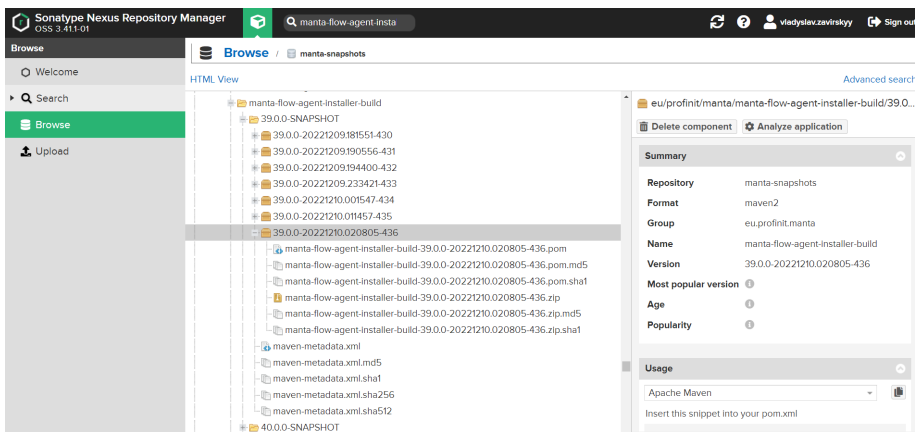 Sonatype Nexus Repository Manager
OSS 3.41.1-01
manta-flow-agent-insta
vladyslav.zavirskyy
Sign out
Browse
Welcome
Search
Browse
Upload
Browse / manta-snapshots
HTML View
Advanced search
manta-flow-agent-installer-build
39.0.0-SNAPSHOT
39.0.0-20221209.181551-430
39.0.0-20221209.190556-431
39.0.0-20221209.194400-432
39.0.0-20221209.233421-433
39.0.0-20221210.001547-434
39.0.0-20221210.011457-435
39.0.0-20221210.020805-436
manta-flow-agent-installer-build-39.0.0-20221210.020805-436.pom
manta-flow-agent-installer-build-39.0.0-20221210.020805-436.pom.md5
manta-flow-agent-installer-build-39.0.0-20221210.020805-436.pom.sha1
manta-flow-agent-installer-build-39.0.0-20221210.020805-436.zip
manta-flow-agent-installer-build-39.0.0-20221210.020805-436.zip.md5
manta-flow-agent-installer-build-39.0.0-20221210.020805-436.zip.sha1
maven-metadata.xml
maven-metadata.xml.md5
maven-metadata.xml.sha1
maven-metadata.xml.sha256
maven-metadata.xml.sha512
40.0.0-SNAPSHOT
eu/profinit/manta/manta-flow-agent-installer-build/39.0...
Delete component
Analyze application
Summary
Repository manta-snapshots
Format maven2
Group eu.profinit.manta
Name manta-flow-agent-installer-build
Version 39.0.0-20221210.020805-436
Most popular version
Age
Popularity
Usage
Apache Maven
Insert this snippet into your pom.xml